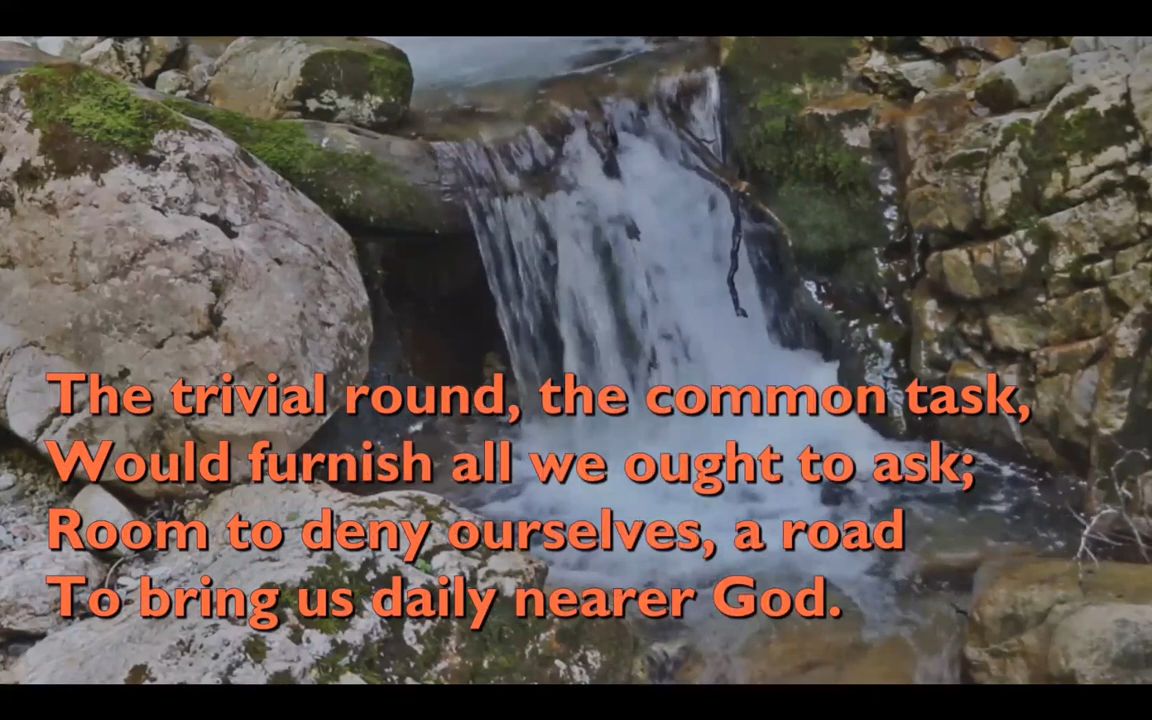 The trivial round, the common task,
Would furnish all we ought to ask;
Room to deny ourselves, a road
To bring us daily nearer God.